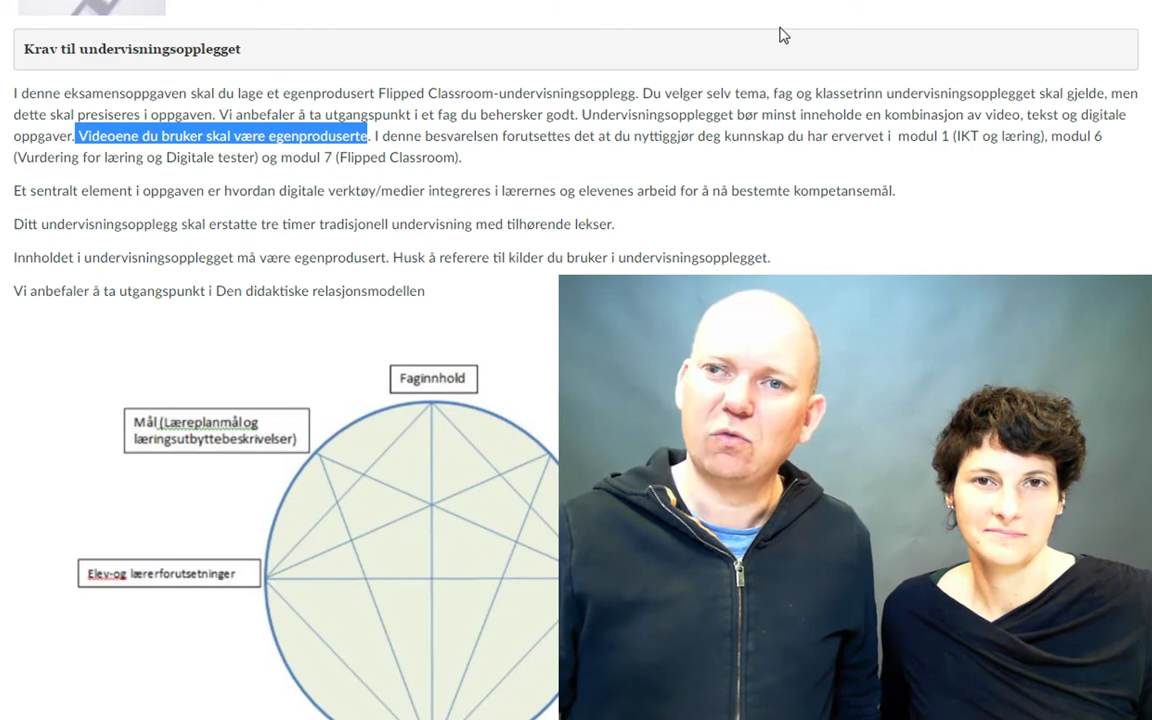 Krav til undervisningsopplegget
I denne eksamensoppgaven skal du lage et egenprodusert Flipped Classroom-undervisningsopplegg. Du velger selv tema, fag og klassetrinn undervisningsopplegget skal gjelde, men
dette skal presiseres i oppgaven. Vi anbefaler å ta utgangspunkt i et fag du behersker godt. Undervisningsopplegget bør minst inneholde en kombinasjon av video, tekst og digitale
oppgaver. Videoene du bruker skal være egenproduserte. I denne besvarelsen forutsettes det at du nyttiggjør deg kunnskap du har ervervet i modul 1 (IKT og læring), modul 6
(Vurdering for læring og Digitale tester) og modul 7 (Flipped Classroom).
Et sentralt element i oppgaven er hvordan digitale verktøy/medier integreres i lærernes og elevenes arbeid for å nå bestemte kompetansemål.
Ditt undervisningsopplegg skal erstatte tre timer tradisjonell undervisning med tilhørende lekser.
Innholdet i undervisningsopplegget må være egenprodusert. Husk å referere til kilder du bruker i undervisningsopplegget.
Vi anbefaler å ta utgangspunkt i Den didaktiske relasjonsmodellen
Faginnhold
Mål (Læreplanmål og
læringsutbyttebeskrivelser)
Elev-og lærerforutsetninger